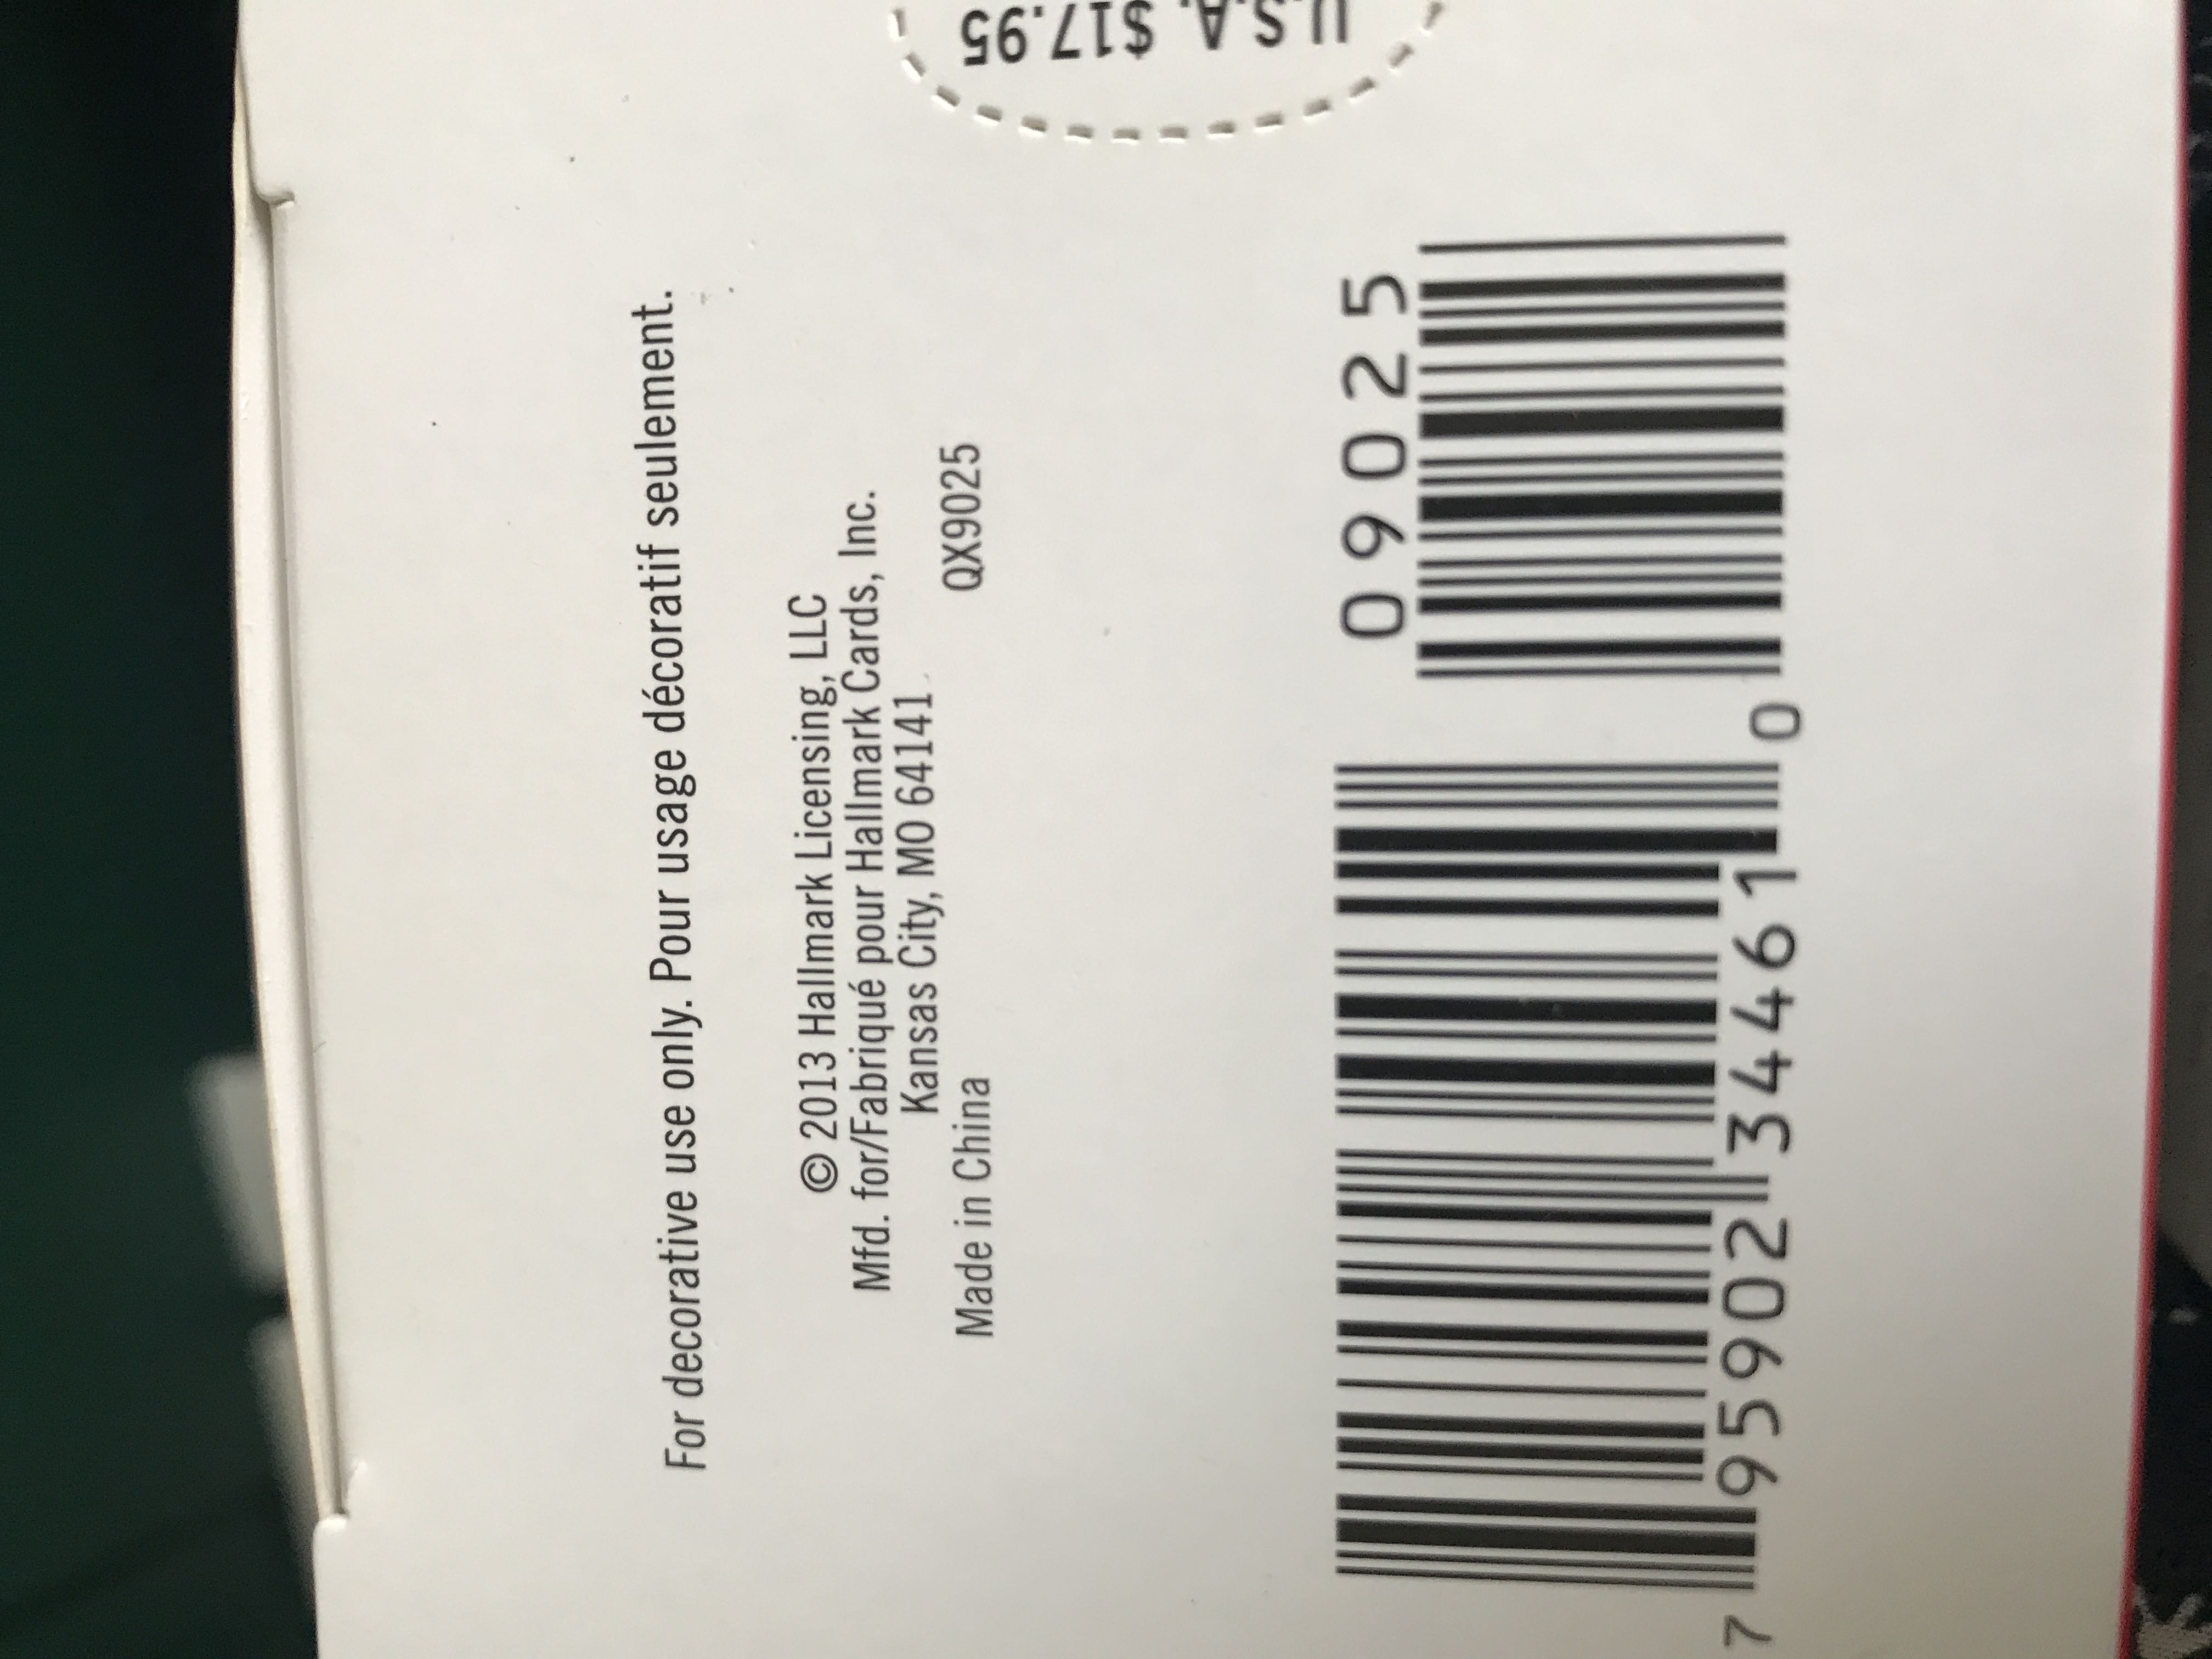 U.S.A. $17.95
For decorative use only. Pour usage décoratif seulement.
© 2013 Hallmark Licensing, LLC
Mfd. for/Fabriqué pour Hallmark Cards, Inc.
Kansas City, MO 64141
Made in China QX9025
09025
7 95902 34461 0